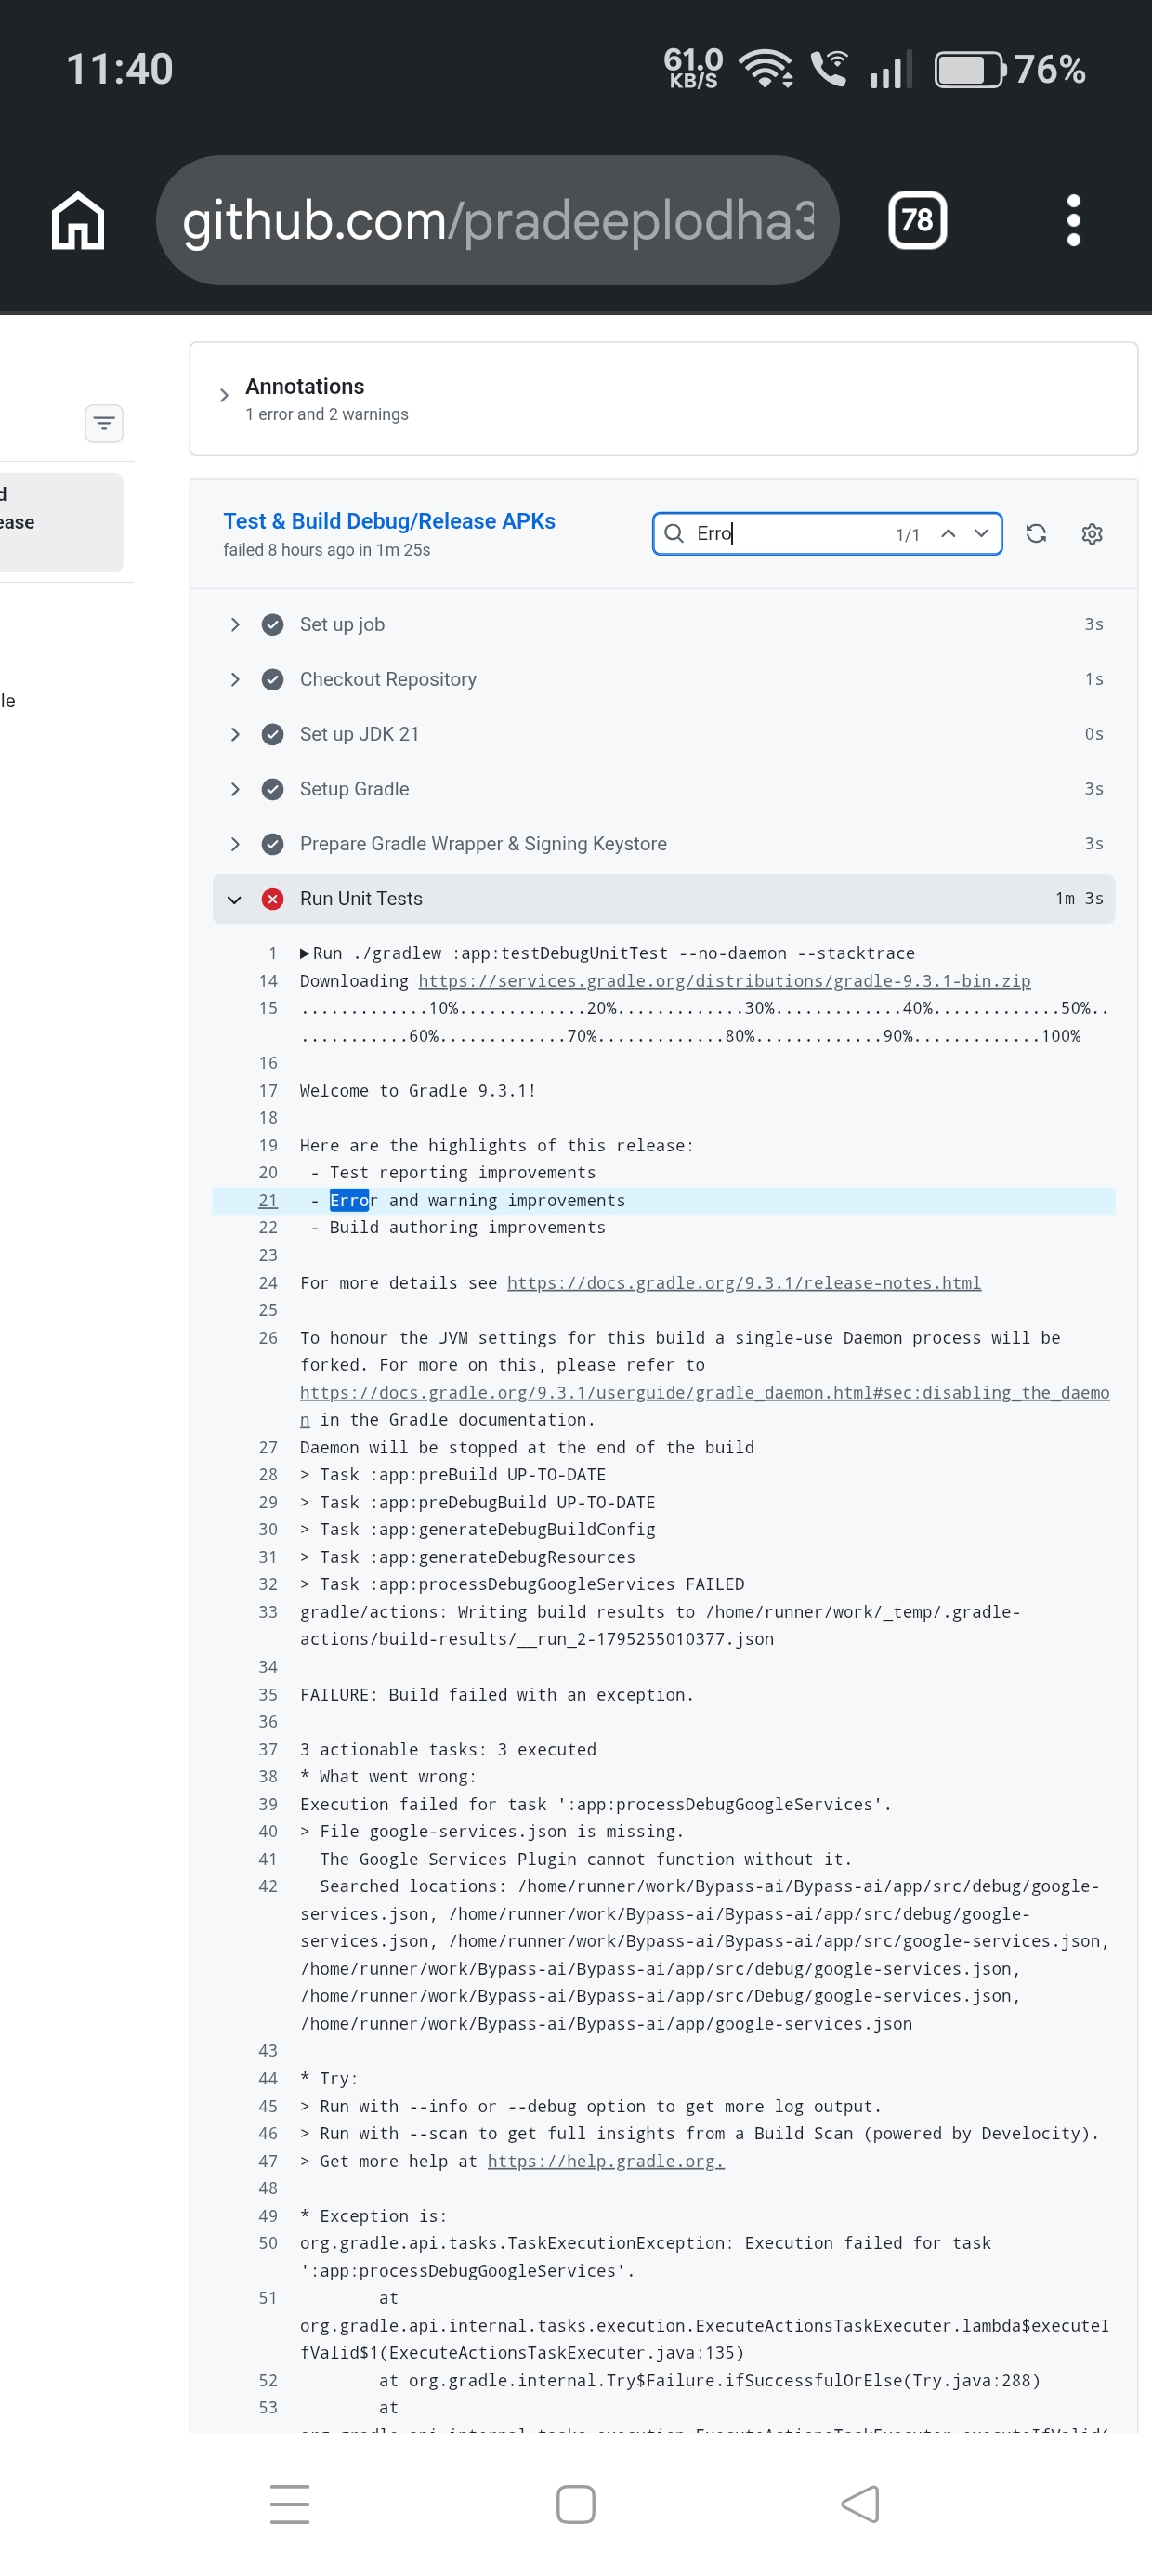 11:40
61.0
KB/S
76%
github.com/pradeeplodha3
78
Annotations
1 error and 2 warnings
d
ease
le
Test & Build Debug/Release APKs
failed 8 hours ago in 1m 25s
Erro
1/1
Set up job
3s
Checkout Repository
1s
Set up JDK 21
0s
Setup Gradle
3s
Prepare Gradle Wrapper & Signing Keystore
3s
Run Unit Tests
1m 3s
1 ▶Run ./gradlew :app:testDebugUnitTest --no-daemon --stacktrace
14 Downloading https://services.gradle.org/distributions/gradle-9.3.1-bin.zip
15 .............10%.............20%.............30%.............40%.............50%..
...........60%.............70%.............80%.............90%.............100%
16
17 Welcome to Gradle 9.3.1!
18
19 Here are the highlights of this release:
20 - Test reporting improvements
21 - Error and warning improvements
22 - Build authoring improvements
23
24 For more details see https://docs.gradle.org/9.3.1/release-notes.html
25
26 To honour the JVM settings for this build a single-use Daemon process will be
forked. For more on this, please refer to
https://docs.gradle.org/9.3.1/userguide/gradle_daemon.html#sec:disabling_the_daemo
n in the Gradle documentation.
27 Daemon will be stopped at the end of the build
28 > Task :app:preBuild UP-TO-DATE
29 > Task :app:preDebugBuild UP-TO-DATE
30 > Task :app:generateDebugBuildConfig
31 > Task :app:generateDebugResources
32 > Task :app:processDebugGoogleServices FAILED
33 gradle/actions: Writing build results to /home/runner/work/_temp/.gradle-
actions/build-results/__run_2-1795255010377.json
34
35 FAILURE: Build failed with an exception.
36
37 3 actionable tasks: 3 executed
38 * What went wrong:
39 Execution failed for task ':app:processDebugGoogleServices'.
40 > File google-services.json is missing.
41 The Google Services Plugin cannot function without it.
42 Searched locations: /home/runner/work/Bypass-ai/Bypass-ai/app/src/debug/google-
services.json, /home/runner/work/Bypass-ai/Bypass-ai/app/src/debug/google-
services.json, /home/runner/work/Bypass-ai/Bypass-ai/app/src/google-services.json,
/home/runner/work/Bypass-ai/Bypass-ai/app/src/debug/google-services.json,
/home/runner/work/Bypass-ai/Bypass-ai/app/src/Debug/google-services.json,
/home/runner/work/Bypass-ai/Bypass-ai/app/google-services.json
43
44 * Try:
45 > Run with --info or --debug option to get more log output.
46 > Run with --scan to get full insights from a Build Scan (powered by Develocity).
47 > Get more help at https://help.gradle.org.
48
49 * Exception is:
50 org.gradle.api.tasks.TaskExecutionException: Execution failed for task
':app:processDebugGoogleServices'.
51 at
org.gradle.api.internal.tasks.execution.ExecuteActionsTaskExecuter.lambda$executeI
fValid$1(ExecuteActionsTaskExecuter.java:135)
52 at org.gradle.internal.Try$Failure.ifSuccessfulOrElse(Try.java:288)
53 at